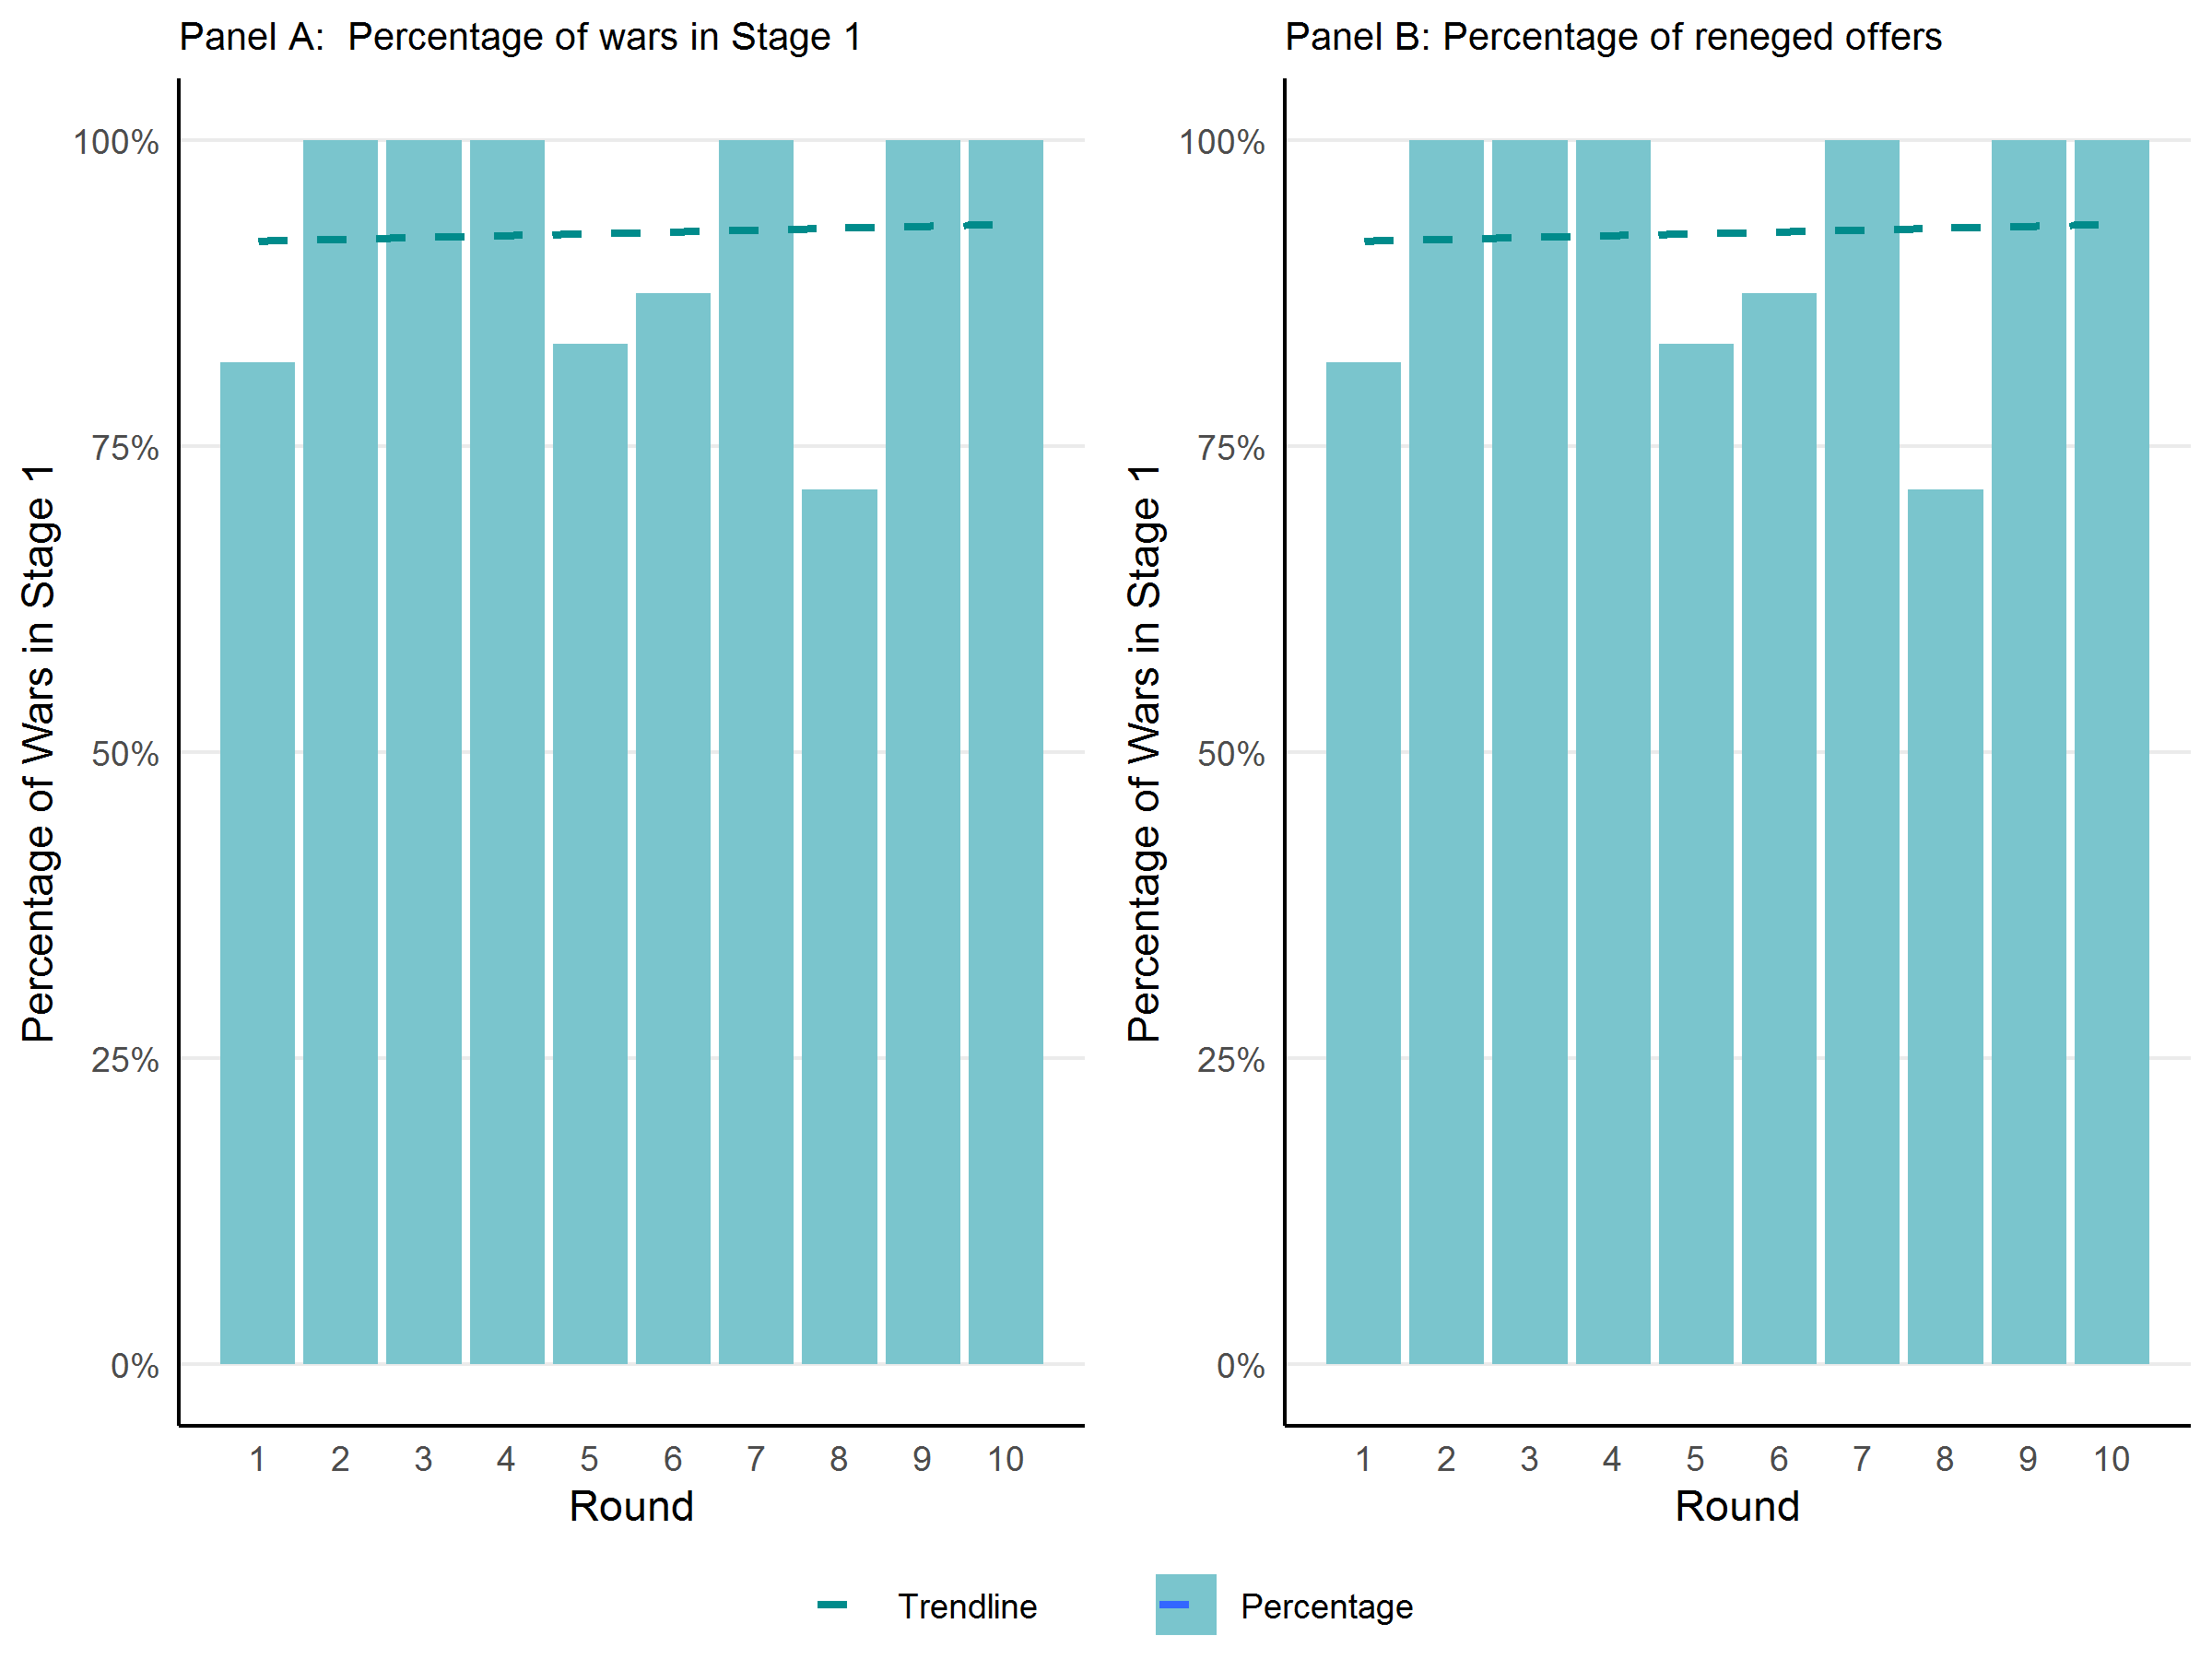 Panel A:  Percentage of wars in Stage 1
Percentage of Wars in Stage 1
100%
75%
50%
25%
0%
1 2 3 4 5 6 7 8 9 10
Round
Panel B: Percentage of reneged offers
Percentage of Wars in Stage 1
100%
75%
50%
25%
0%
1 2 3 4 5 6 7 8 9 10
Round
Trendline
Percentage